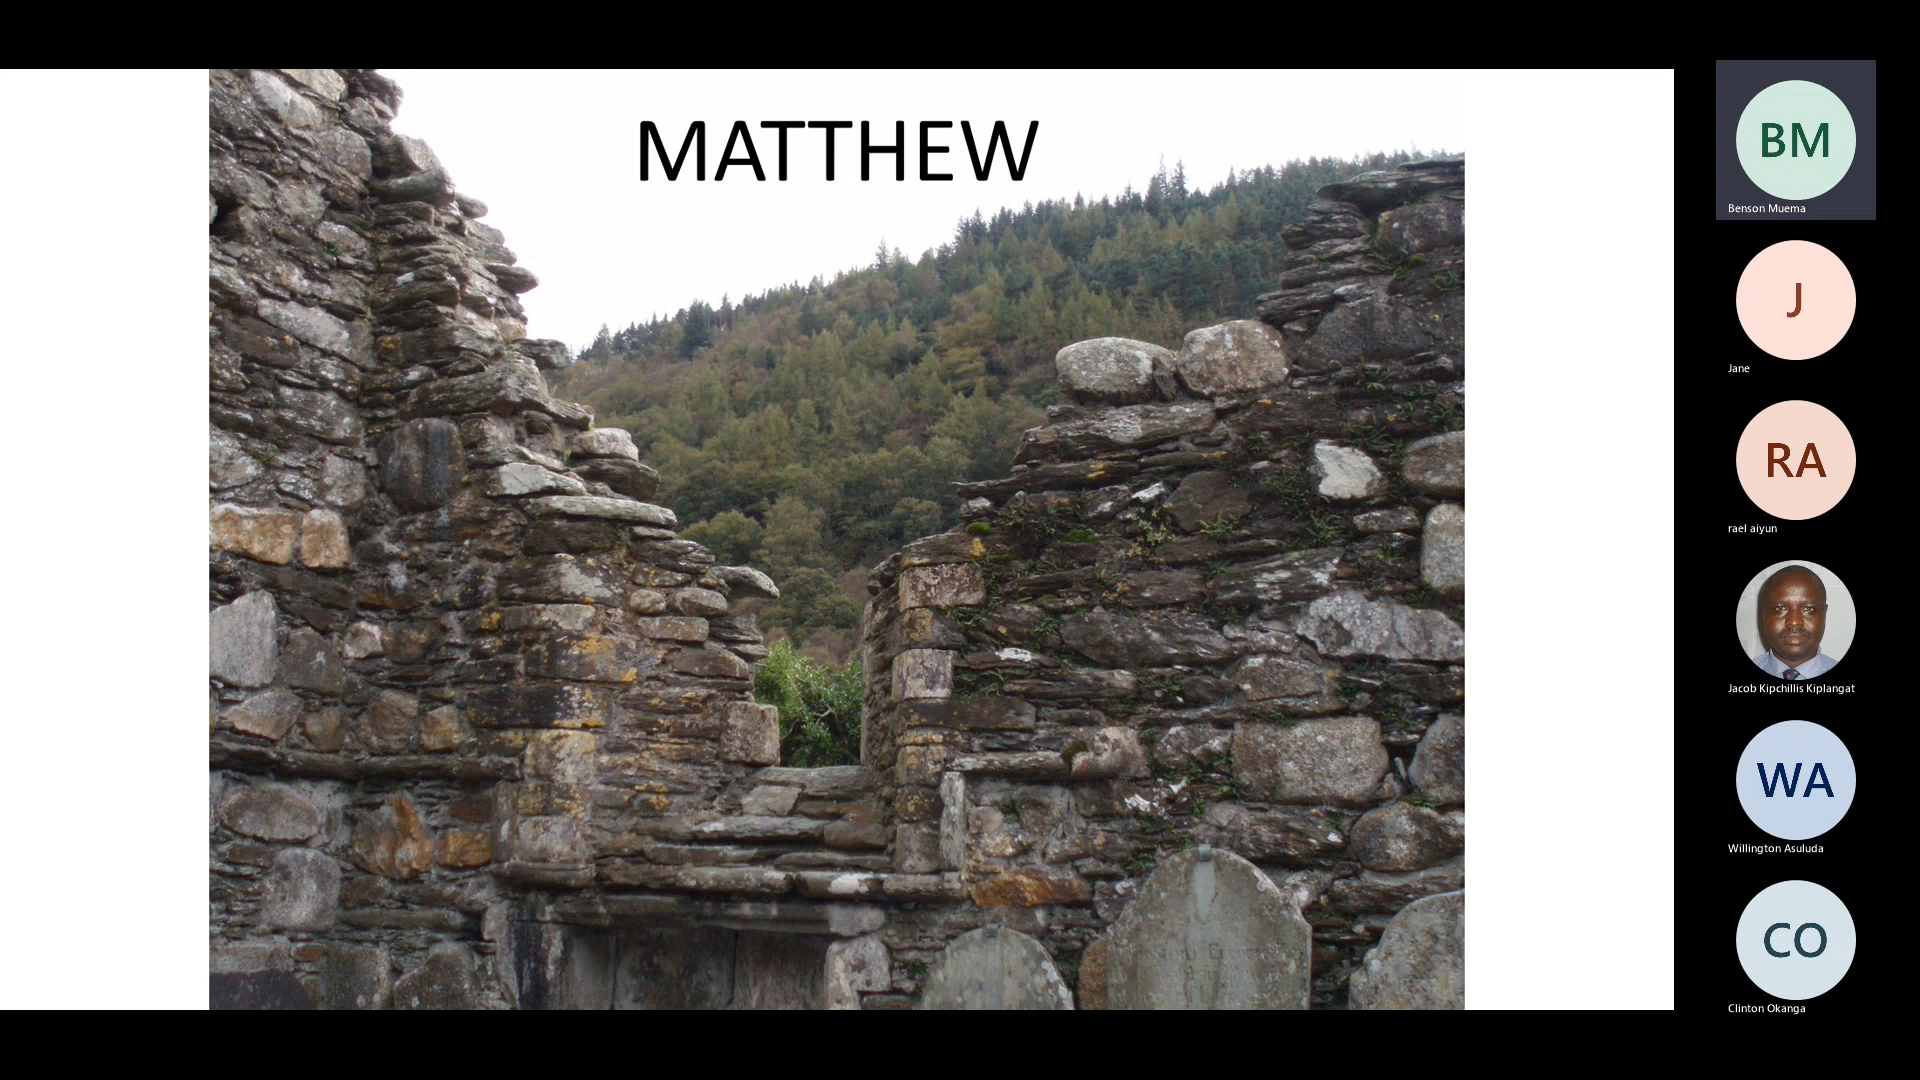 MATTHEW
BM
Benson Muema
J
Jane
RA
rael aiyun
Jacob Kipchillis Kiplangat
WA
Willington Asuluda
CO
Clinton Okanga